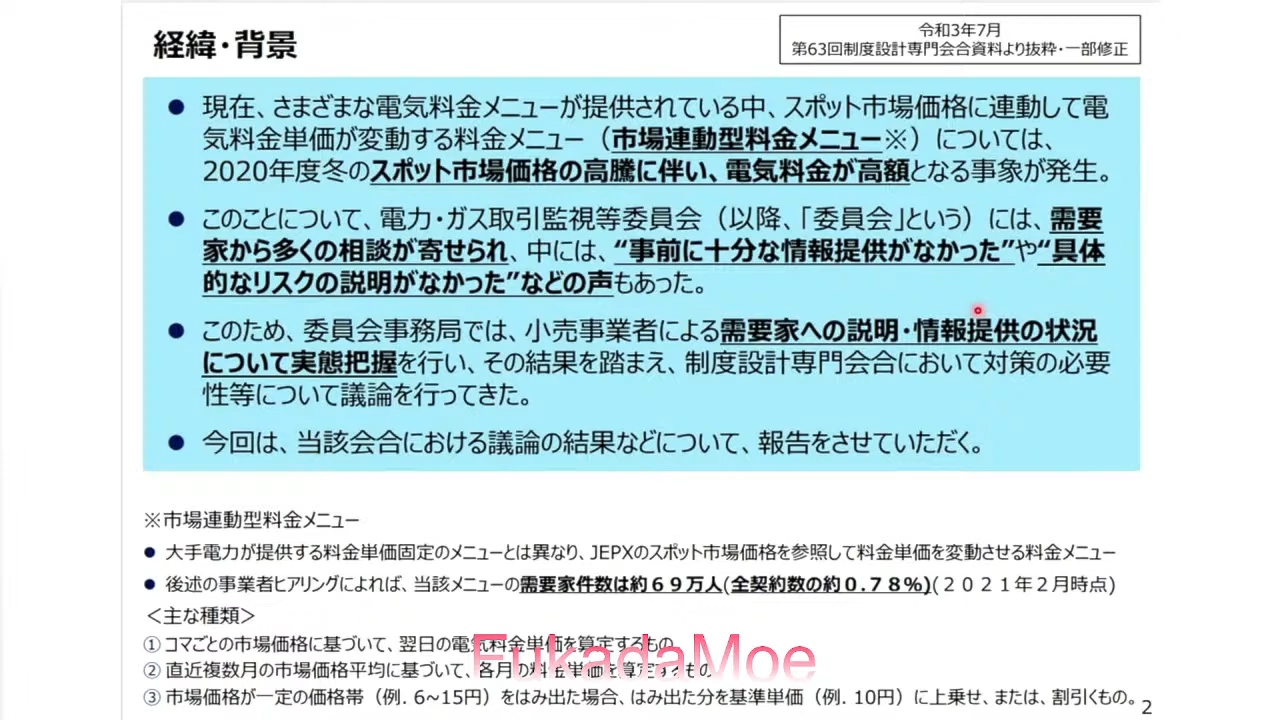 経緯・背景
令和3年7月
第63回制度設計専門会合資料より抜粋・一部修正
● 現在、さまざまな電気料金メニューが提供されている中、スポット市場価格に連動して電
気料金単価が変動する料金メニュー（市場連動型料金メニュー※）については、
2020年度冬のスポット市場価格の高騰に伴い、電気料金が高額となる事象が発生。
● このことについて、電力・ガス取引監視等委員会（以降、「委員会」という）には、需要
家から多くの相談が寄せられ、中には、“事前に十分な情報提供がなかった”や“具体
的なリスクの説明がなかった”などの声もあった。
● このため、委員会事務局では、小売事業者による需要家への説明・情報提供の状況
について実態把握を行い、その結果を踏まえ、制度設計専門会合において対策の必要
性等について議論を行ってきた。
● 今回は、当該会合における議論の結果などについて、報告をさせていただく。
※市場連動型料金メニュー
● 大手電力が提供する料金単価固定のメニューとは異なり、JEPXのスポット市場価格を参照して料金単価を変動させる料金メニュー
● 後述の事業者ヒアリングによれば、当該メニューの需要家件数は約６９万人(全契約数の約０.７８％)(２０２１年２月時点)
＜主な種類＞
① コマごとの市場価格に基づいて、翌日の電気料金単価を算定するもの。
② 直近複数月の市場価格平均に基づいて、各月の料金単価を算定するもの。
③ 市場価格が一定の価格帯（例. 6~15円）をはみ出た場合、はみ出た分を基準単価（例. 10円）に上乗せ、または、割引くもの。
FukadaMoe
2